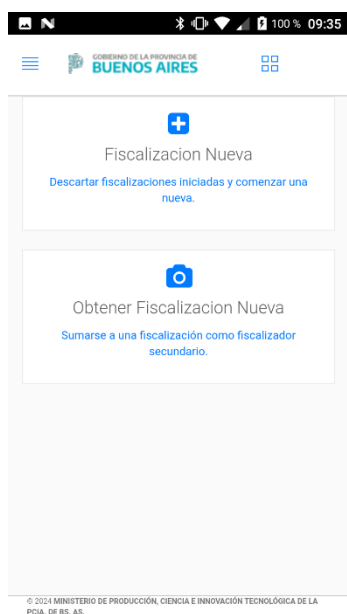 100 % 09:35
GOBIERNO DE LA PROVINCIA DE
BUENOS AIRES
Fiscalizacion Nueva
Descartar fiscalizaciones iniciadas y comenzar una
nueva.
Obtener Fiscalizacion Nueva
Sumarse a una fiscalización como fiscalizador
secundario.
© 2024 MINISTERIO DE PRODUCCIÓN, CIENCIA E INNOVACIÓN TECNOLÓGICA DE LA
PCIA. DE BS. AS.